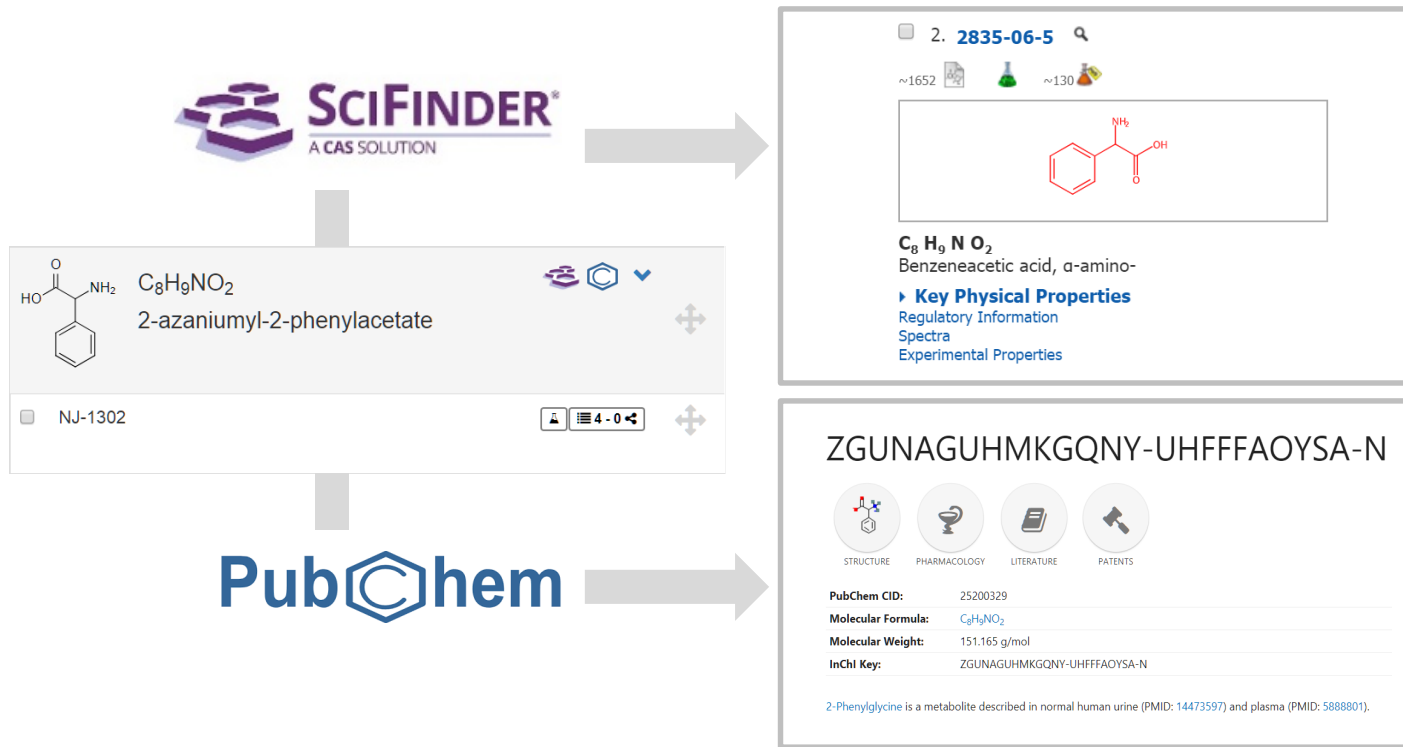 SCIFINDER®
A CAS SOLUTION
2. 2835-06-5
~1652 ~130
NH₂
OH
O
C₈ H₉ N O₂
Benzeneacetic acid, α-amino-
Key Physical Properties
Regulatory Information
Spectra
Experimental Properties
O
HO NH₂
C₈H₉NO₂
2-azaniumyl-2-phenylacetate
NJ-1302
4 - 0
PubChem
ZGUNAGUHMKGQNY-UHFFFAOYSA-N
STRUCTURE PHARMACOLOGY LITERATURE PATENTS
PubChem CID: 25200329
Molecular Formula: C₈H₉NO₂
Molecular Weight: 151.165 g/mol
InChI Key: ZGUNAGUHMKGQNY-UHFFFAOYSA-N
2-Phenylglycine is a metabolite described in normal human urine (PMID: 14473597) and plasma (PMID: 5888801).